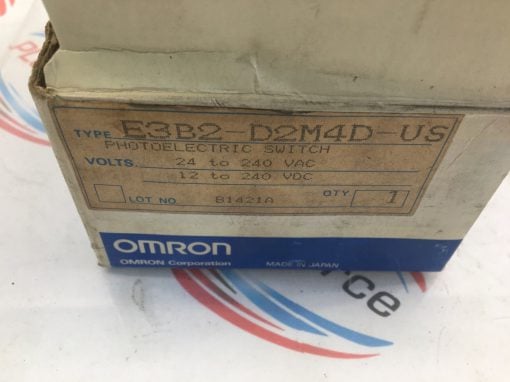 TYPE E3B2-D2M4D-US
PHOTOELECTRIC SWITCH
VOLTS. 24 to 240 VAC
12 to 240 VDC
LOT NO. 81421A QTY. 1
OMRON
OMRON Corporation MADE IN JAPAN
rce